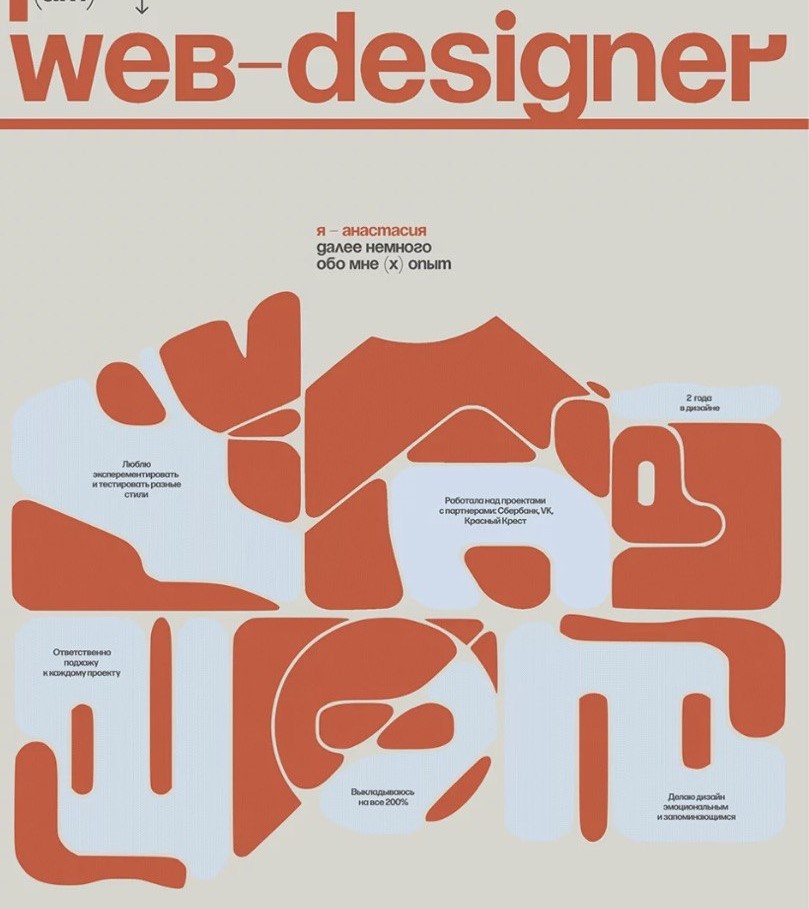 web-designer
я – анастасия
далее немного
обо мне (х) опыт
2 года
в дизайне
Люблю
эксперементировать
и тестировать разные
стили
Работала над проектами
с партнерами: Сбербанк, VK,
Красный Крест
Ответственно
подхожу
к каждому проекту
Выкладываюсь
на все 200%
Делаю дизайн
эмоциональным
и запоминающимся